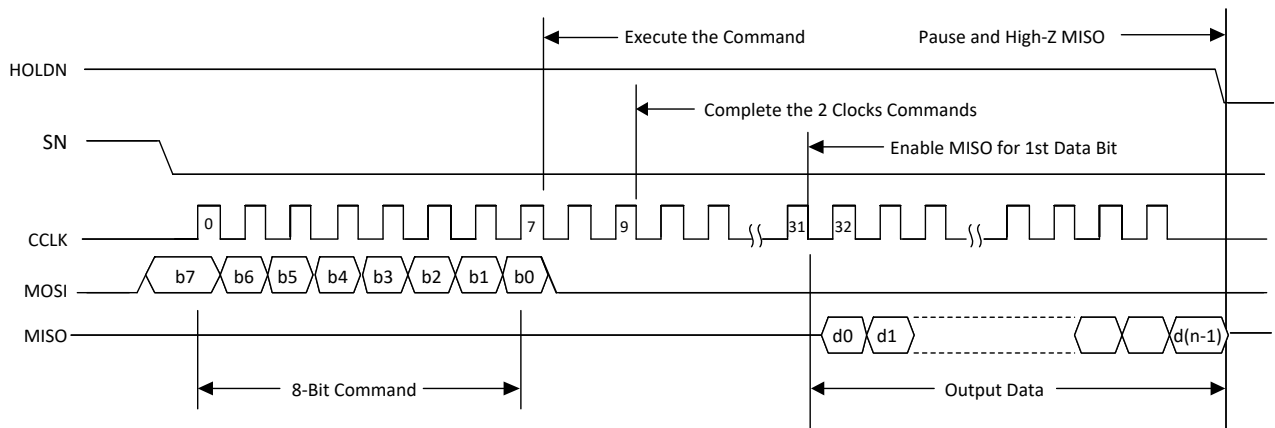 Execute the Command
Pause and High-Z MISO
HOLDN
Complete the 2 Clocks Commands
SN
Enable MISO for 1st Data Bit
CCLK 0 7 9 31 32
MOSI b7 b6 b5 b4 b3 b2 b1 b0
MISO d0 d1 d(n-1)
8-Bit Command
Output Data